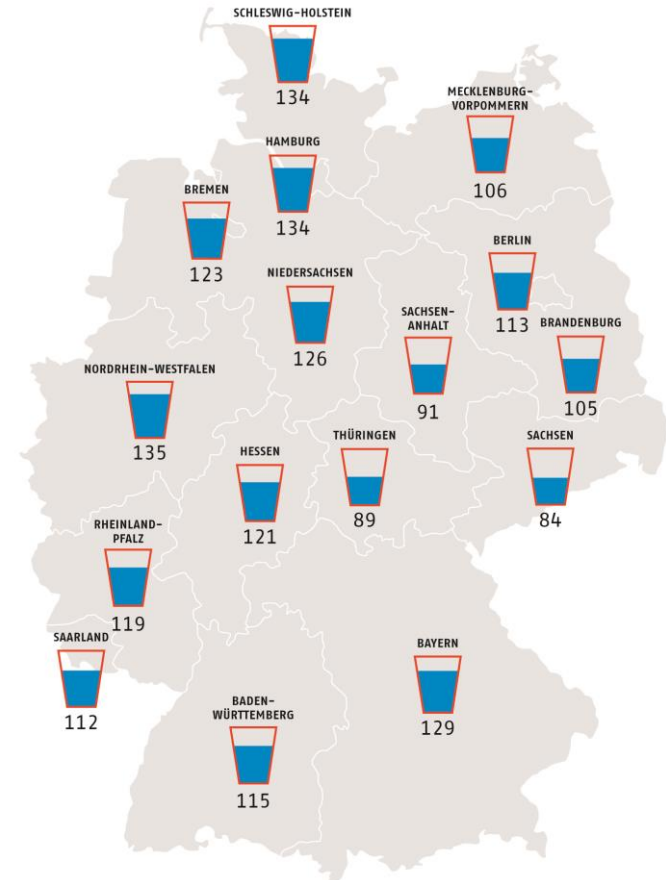 SCHLESWIG-HOLSTEIN
134
MECKLENBURG-
VORPOMMERN
106
HAMBURG
134
BREMEN
123
BERLIN
113
NIEDERSACHSEN
126
SACHSEN-
ANHALT
91
BRANDENBURG
105
NORDRHEIN-WESTFALEN
135
HESSEN
121
THÜRINGEN
89
SACHSEN
84
RHEINLAND-
PFALZ
119
SAARLAND
112
BADEN-
WÜRTTEMBERG
115
BAYERN
129